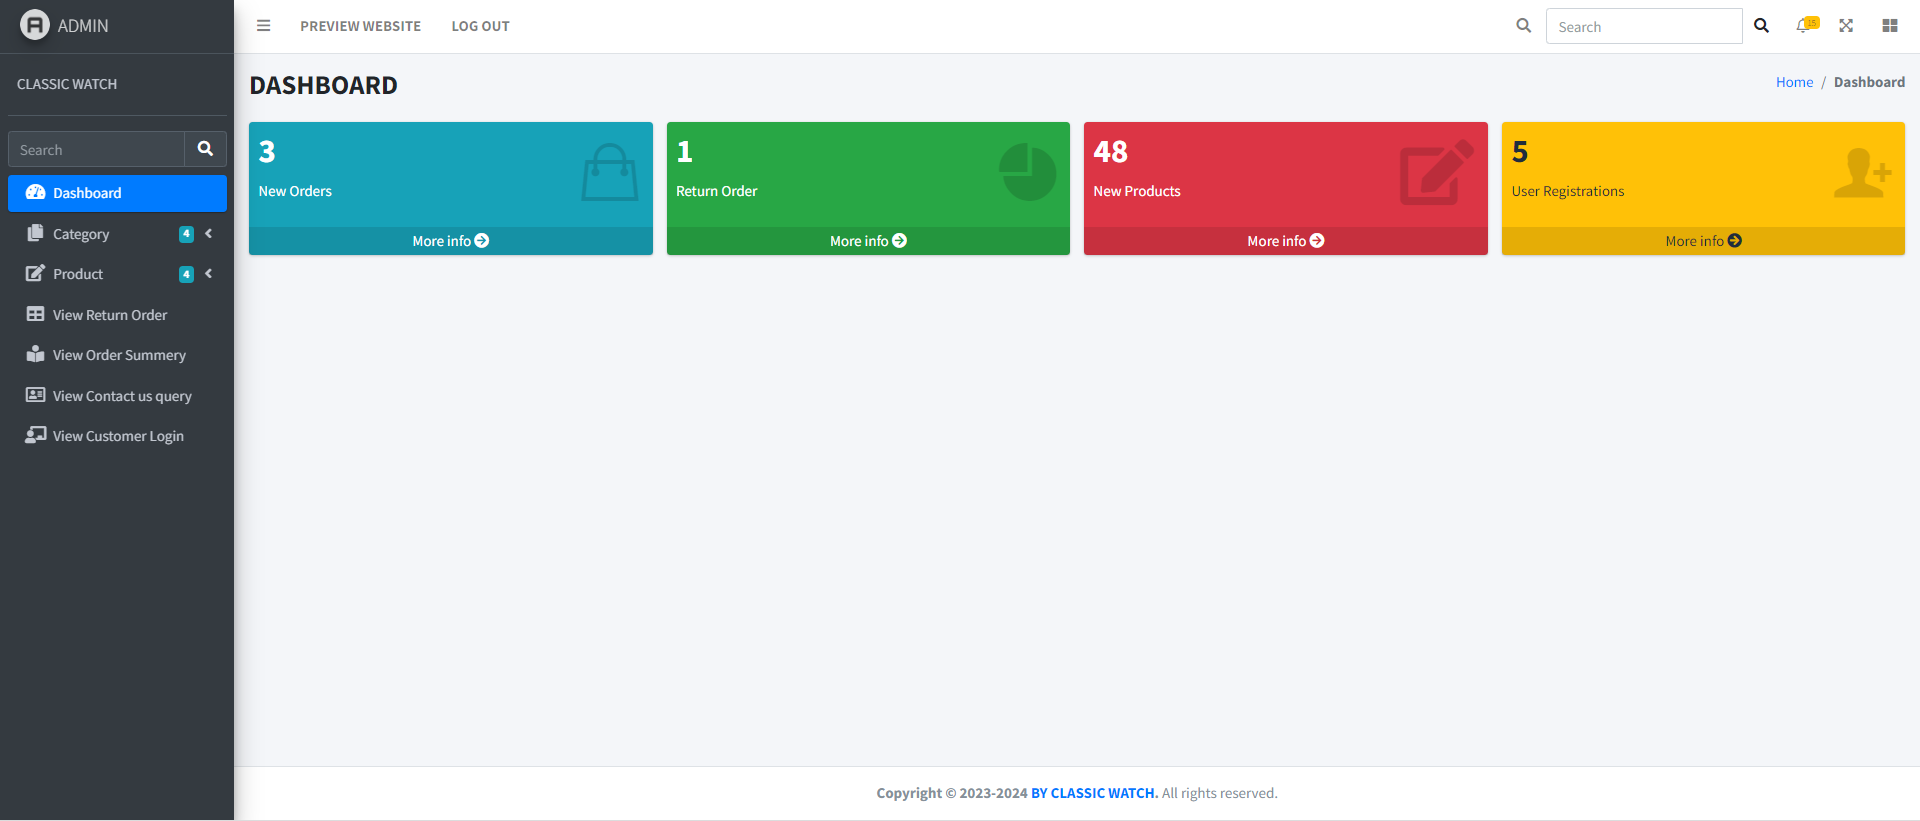 ADMIN
PREVIEW WEBSITE
LOG OUT
Search
15
CLASSIC WATCH
Search
Dashboard
Category 4
Product 4
View Return Order
View Order Summery
View Contact us query
View Customer Login
DASHBOARD
Home / Dashboard
3
New Orders
More info
1
Return Order
More info
48
New Products
More info
5
User Registrations
More info
Copyright © 2023-2024 BY CLASSIC WATCH. All rights reserved.